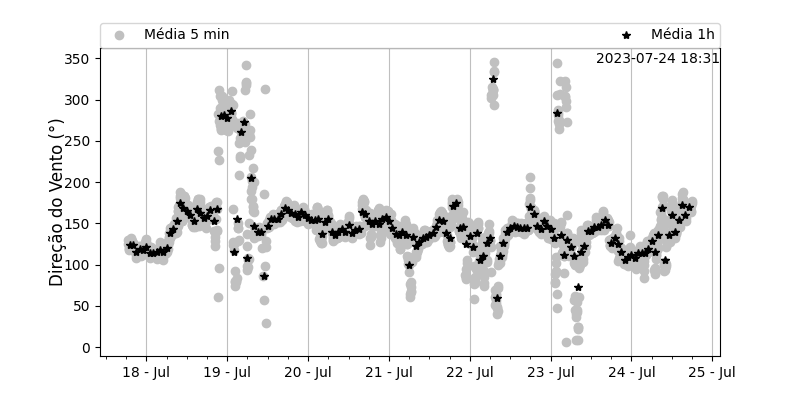 Média 5 min
Média 1h
2023-07-24 18:31
Direção do Vento (°)
350
300
250
200
150
100
50
0
18 - Jul
19 - Jul
20 - Jul
21 - Jul
22 - Jul
23 - Jul
24 - Jul
25 - Jul